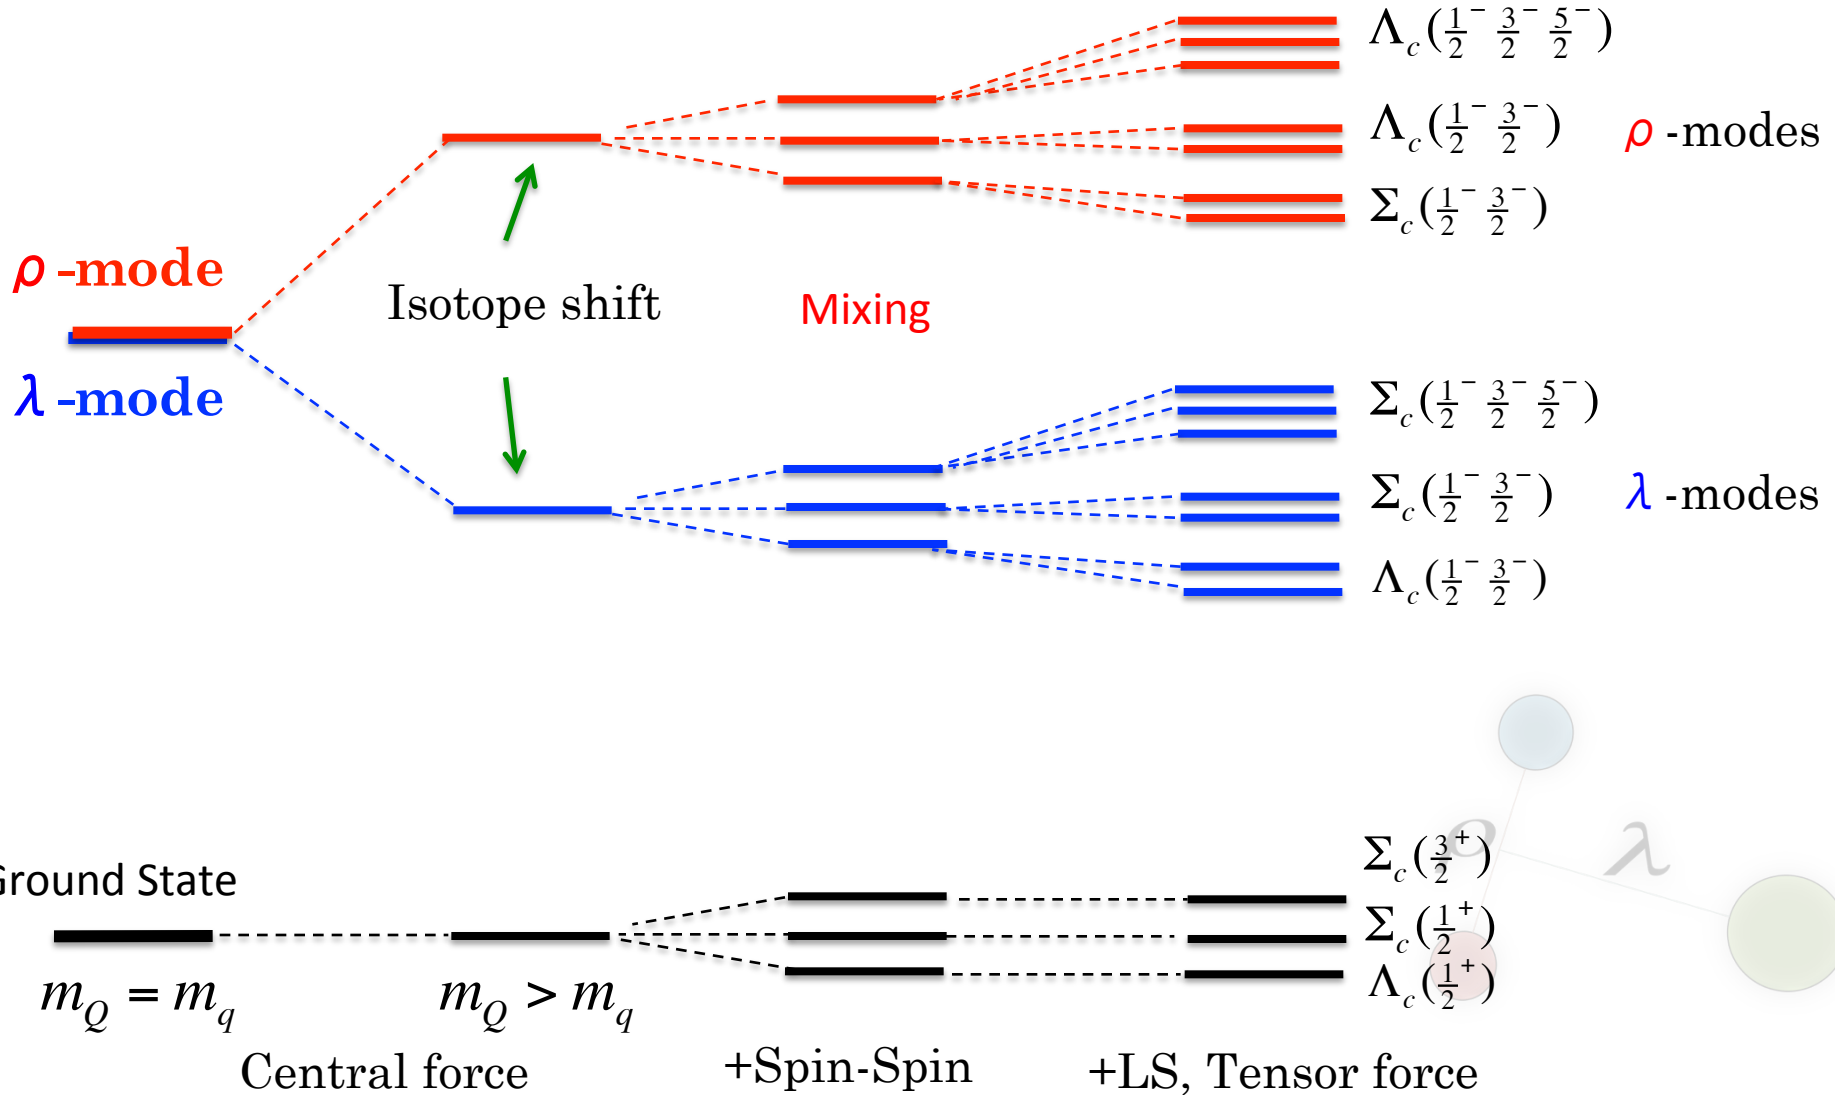 Λc(1/2⁻ 3/2⁻ 5/2⁻)
Λc(1/2⁻ 3/2⁻) ρ -modes
Σc(1/2⁻ 3/2⁻)
ρ -mode
Isotope shift
Mixing
λ -mode
Σc(1/2⁻ 3/2⁻ 5/2⁻)
Σc(1/2⁻ 3/2⁻) λ -modes
Λc(1/2⁻ 3/2⁻)
ρ λ
Σc(3/2⁺)
Ground State
Σc(1/2⁺)
Λc(1/2⁺)
mQ = mq
mQ > mq
Central force
+Spin-Spin
+LS, Tensor force